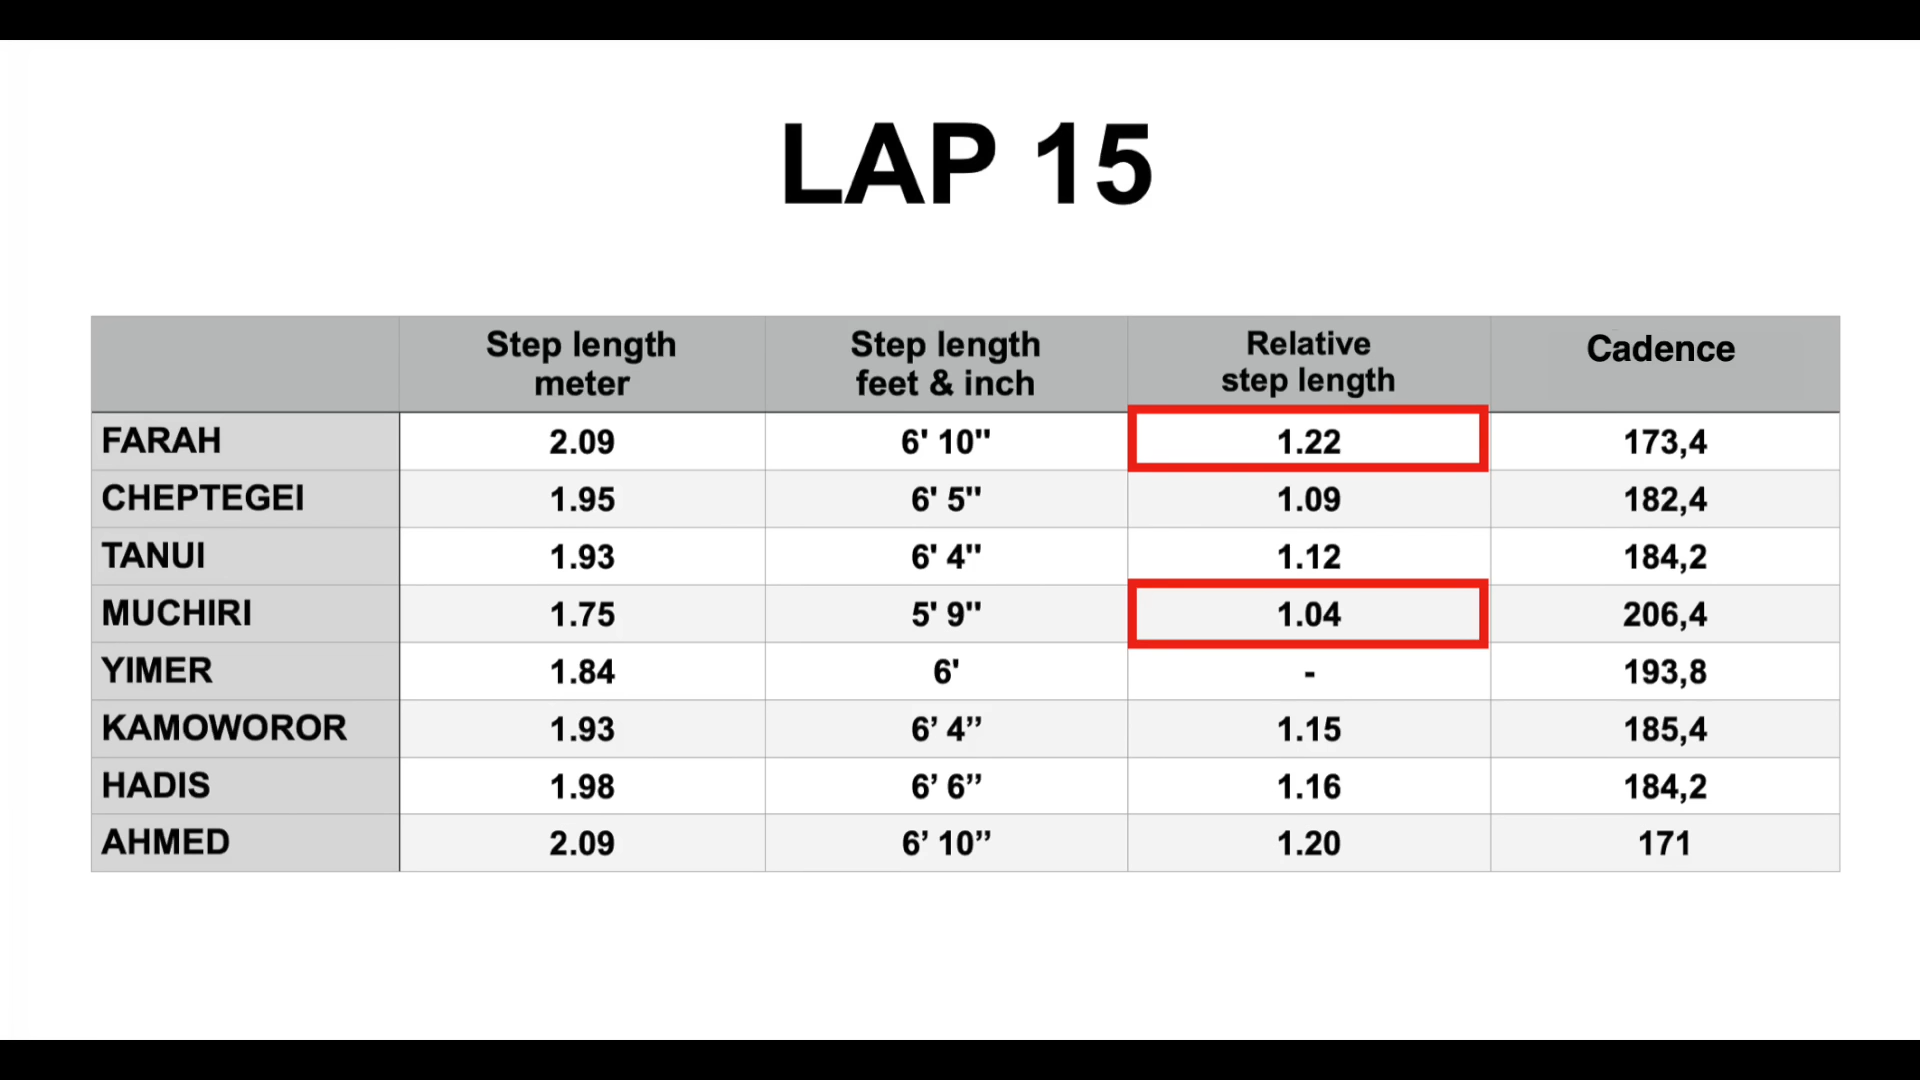 LAP 15
Step length meter Step length feet & inch Relative step length Cadence
FARAH 2.09 6' 10" 1.22 173,4
CHEPTEGEI 1.95 6' 5" 1.09 182,4
TANUI 1.93 6' 4" 1.12 184,2
MUCHIRI 1.75 5' 9" 1.04 206,4
YIMER 1.84 6' - 193,8
KAMOWOROR 1.93 6’ 4” 1.15 185,4
HADIS 1.98 6’ 6” 1.16 184,2
AHMED 2.09 6’ 10” 1.20 171